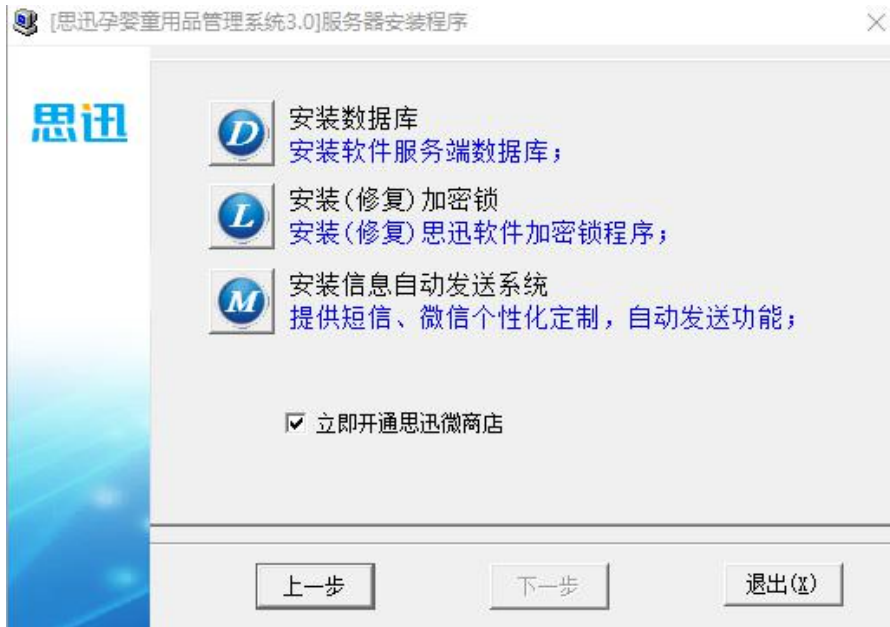 [思迅孕婴童用品管理系统3.0]服务器安装程序
思迅
D
安装数据库
安装软件服务端数据库；
L
安装(修复)加密锁
安装(修复)思迅软件加密锁程序；
M
安装信息自动发送系统
提供短信、微信个性化定制，自动发送功能；
立即开通思迅微商店
上一步
下一步
退出(X)